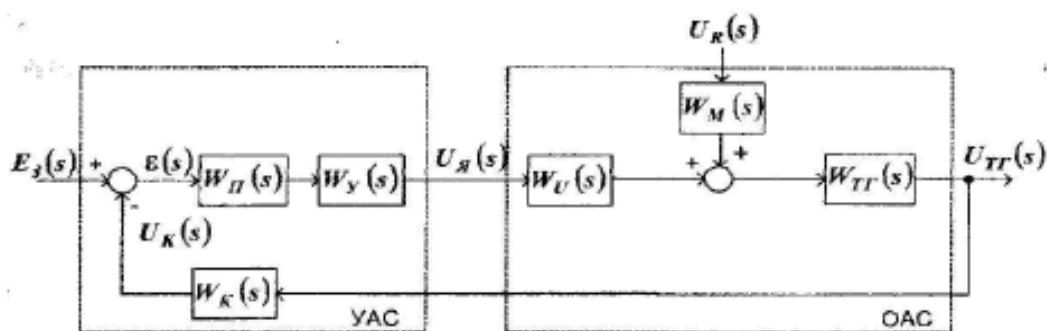 U_R(s)
W_M(s)
E_З(s) + ε(s) W_П(s) W_У(s) U_Я(s) W_U(s) + + W_ТГ(s) U_ТГ(s)
-
U_К(s)
W_К(s)
УАС ОАС